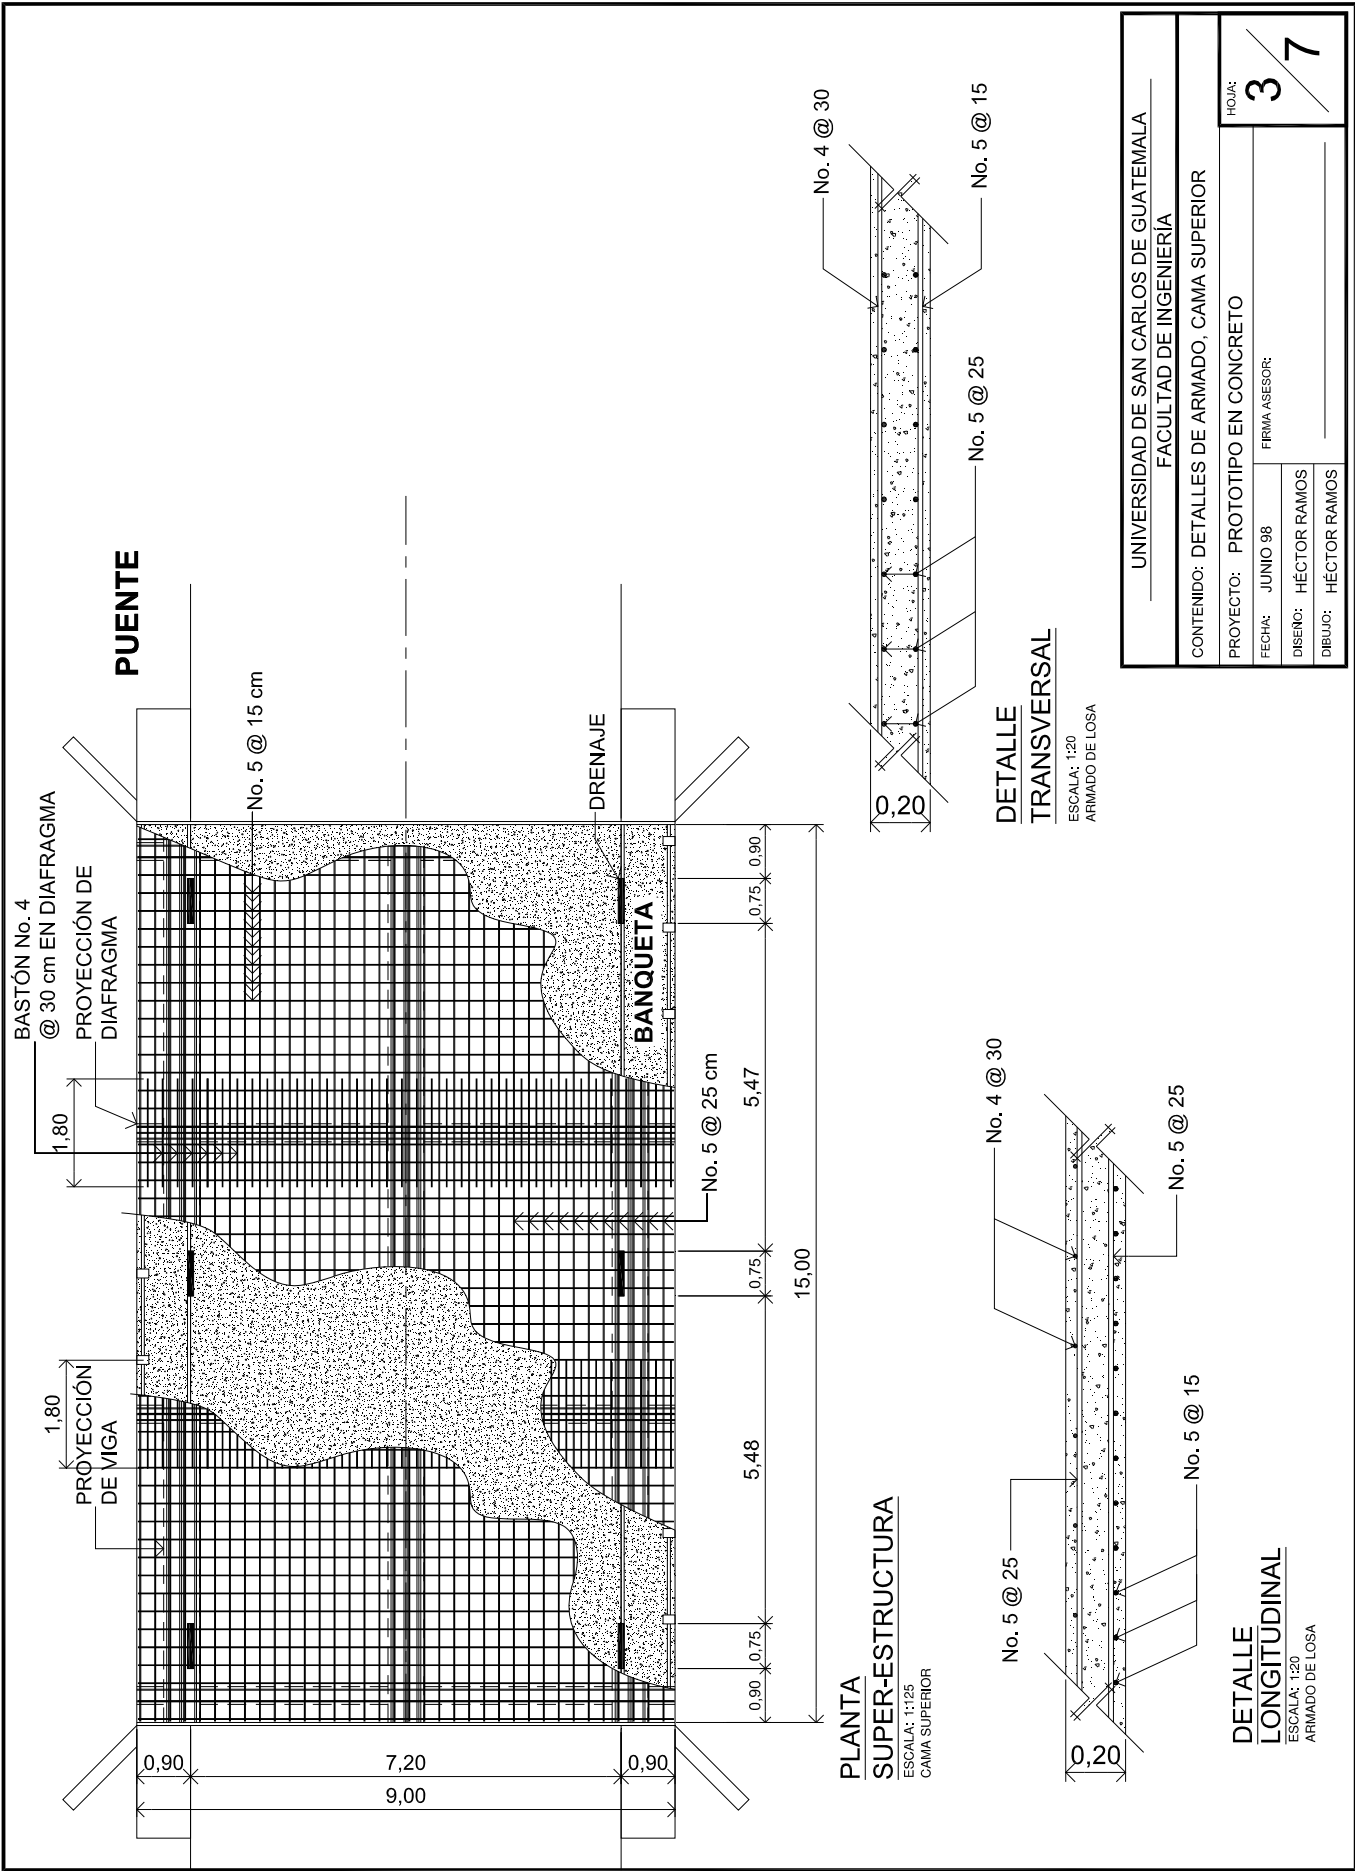 PUENTE
BASTÓN No. 4
@ 30 cm EN DIAFRAGMA
PROYECCIÓN DE
DIAFRAGMA
1,80
No. 5 @ 15 cm
PROYECCIÓN
DE VIGA
1,80
DRENAJE
BANQUETA
No. 5 @ 25 cm
0,90
7,20
0,90
9,00
0,90
0,75
5,48
0,75
5,47
0,75
0.90
15,00
PLANTA
SUPER-ESTRUCTURA
ESCALA: 1:125
CAMA SUPERIOR
No. 4 @ 30
No. 5 @ 15
No. 5 @ 25
0,20
DETALLE
TRANSVERSAL
ESCALA: 1:20
ARMADO DE LOSA
No. 4 @ 30
No. 5 @ 25
No. 5 @ 25
No. 5 @ 15
0,20
DETALLE
LONGITUDINAL
ESCALA: 1:20
ARMADO DE LOSA
UNIVERSIDAD DE SAN CARLOS DE GUATEMALA
FACULTAD DE INGENIERÍA
CONTENIDO: DETALLES DE ARMADO, CAMA SUPERIOR
PROYECTO: PROTOTIPO EN CONCRETO
HOJA:
3/7
FECHA: JUNIO 98
FIRMA ASESOR:
DISEÑO: HÉCTOR RAMOS
DIBUJO: HÉCTOR RAMOS